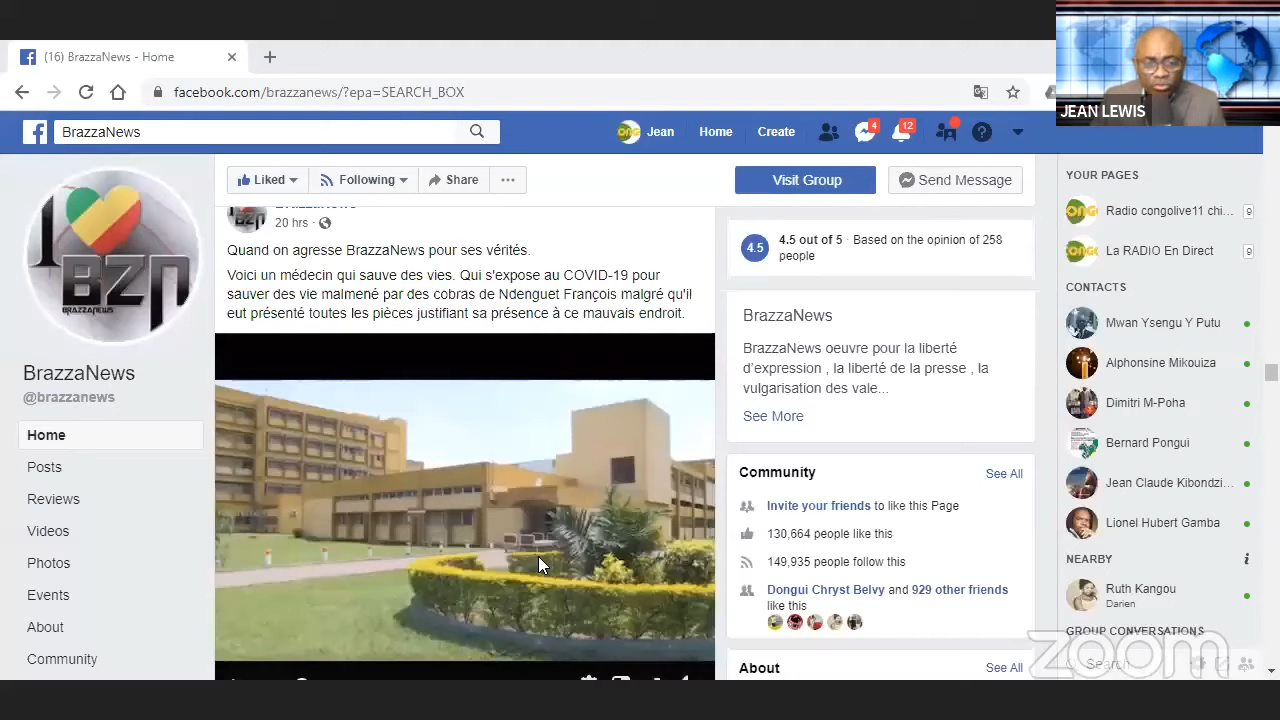 (16) BrazzaNews - Home
facebook.com/brazzanews/?epa=SEARCH_BOX
JEAN LEWIS
BrazzaNews
Jean
Home
Create
4
12
I
BZN
BRAZZANEWS
BrazzaNews
@brazzanews
Home
Posts
Reviews
Videos
Photos
Events
About
Community
Liked
Following
Share
Visit Group
Send Message
20 hrs ·
Quand on agresse BrazzaNews pour ses vérités.
Voici un médecin qui sauve des vies. Qui s'expose au COVID-19 pour
sauver des vie malmené par des cobras de Ndenguet François malgré qu'il
eut présenté toutes les pièces justifiant sa presence à ce mauvais endroit.
4.5
4.5 out of 5 · Based on the opinion of 258
people
BrazzaNews
BrazzaNews oeuvre pour la liberté
d'expression , la liberté de la presse , la
vulgarisation des vale...
See More
Community
See All
Invite your friends to like this Page
130,664 people like this
149,935 people follow this
Dongui Chryst Belvy and 929 other friends
like this
About
See All
YOUR PAGES
Radio congolive11 chi... 9
La RADiO En Direct 9
CONTACTS
Mwan Ysengu Y Putu
Alphonsine Mikouiza
Dimitri M-Poha
Bernard Pongui
Jean Claude Kibondzi...
Lionel Hubert Gamba
NEARBY
Ruth Kangou
Darien
GROUP CONVERSATIONS
Search
zoom